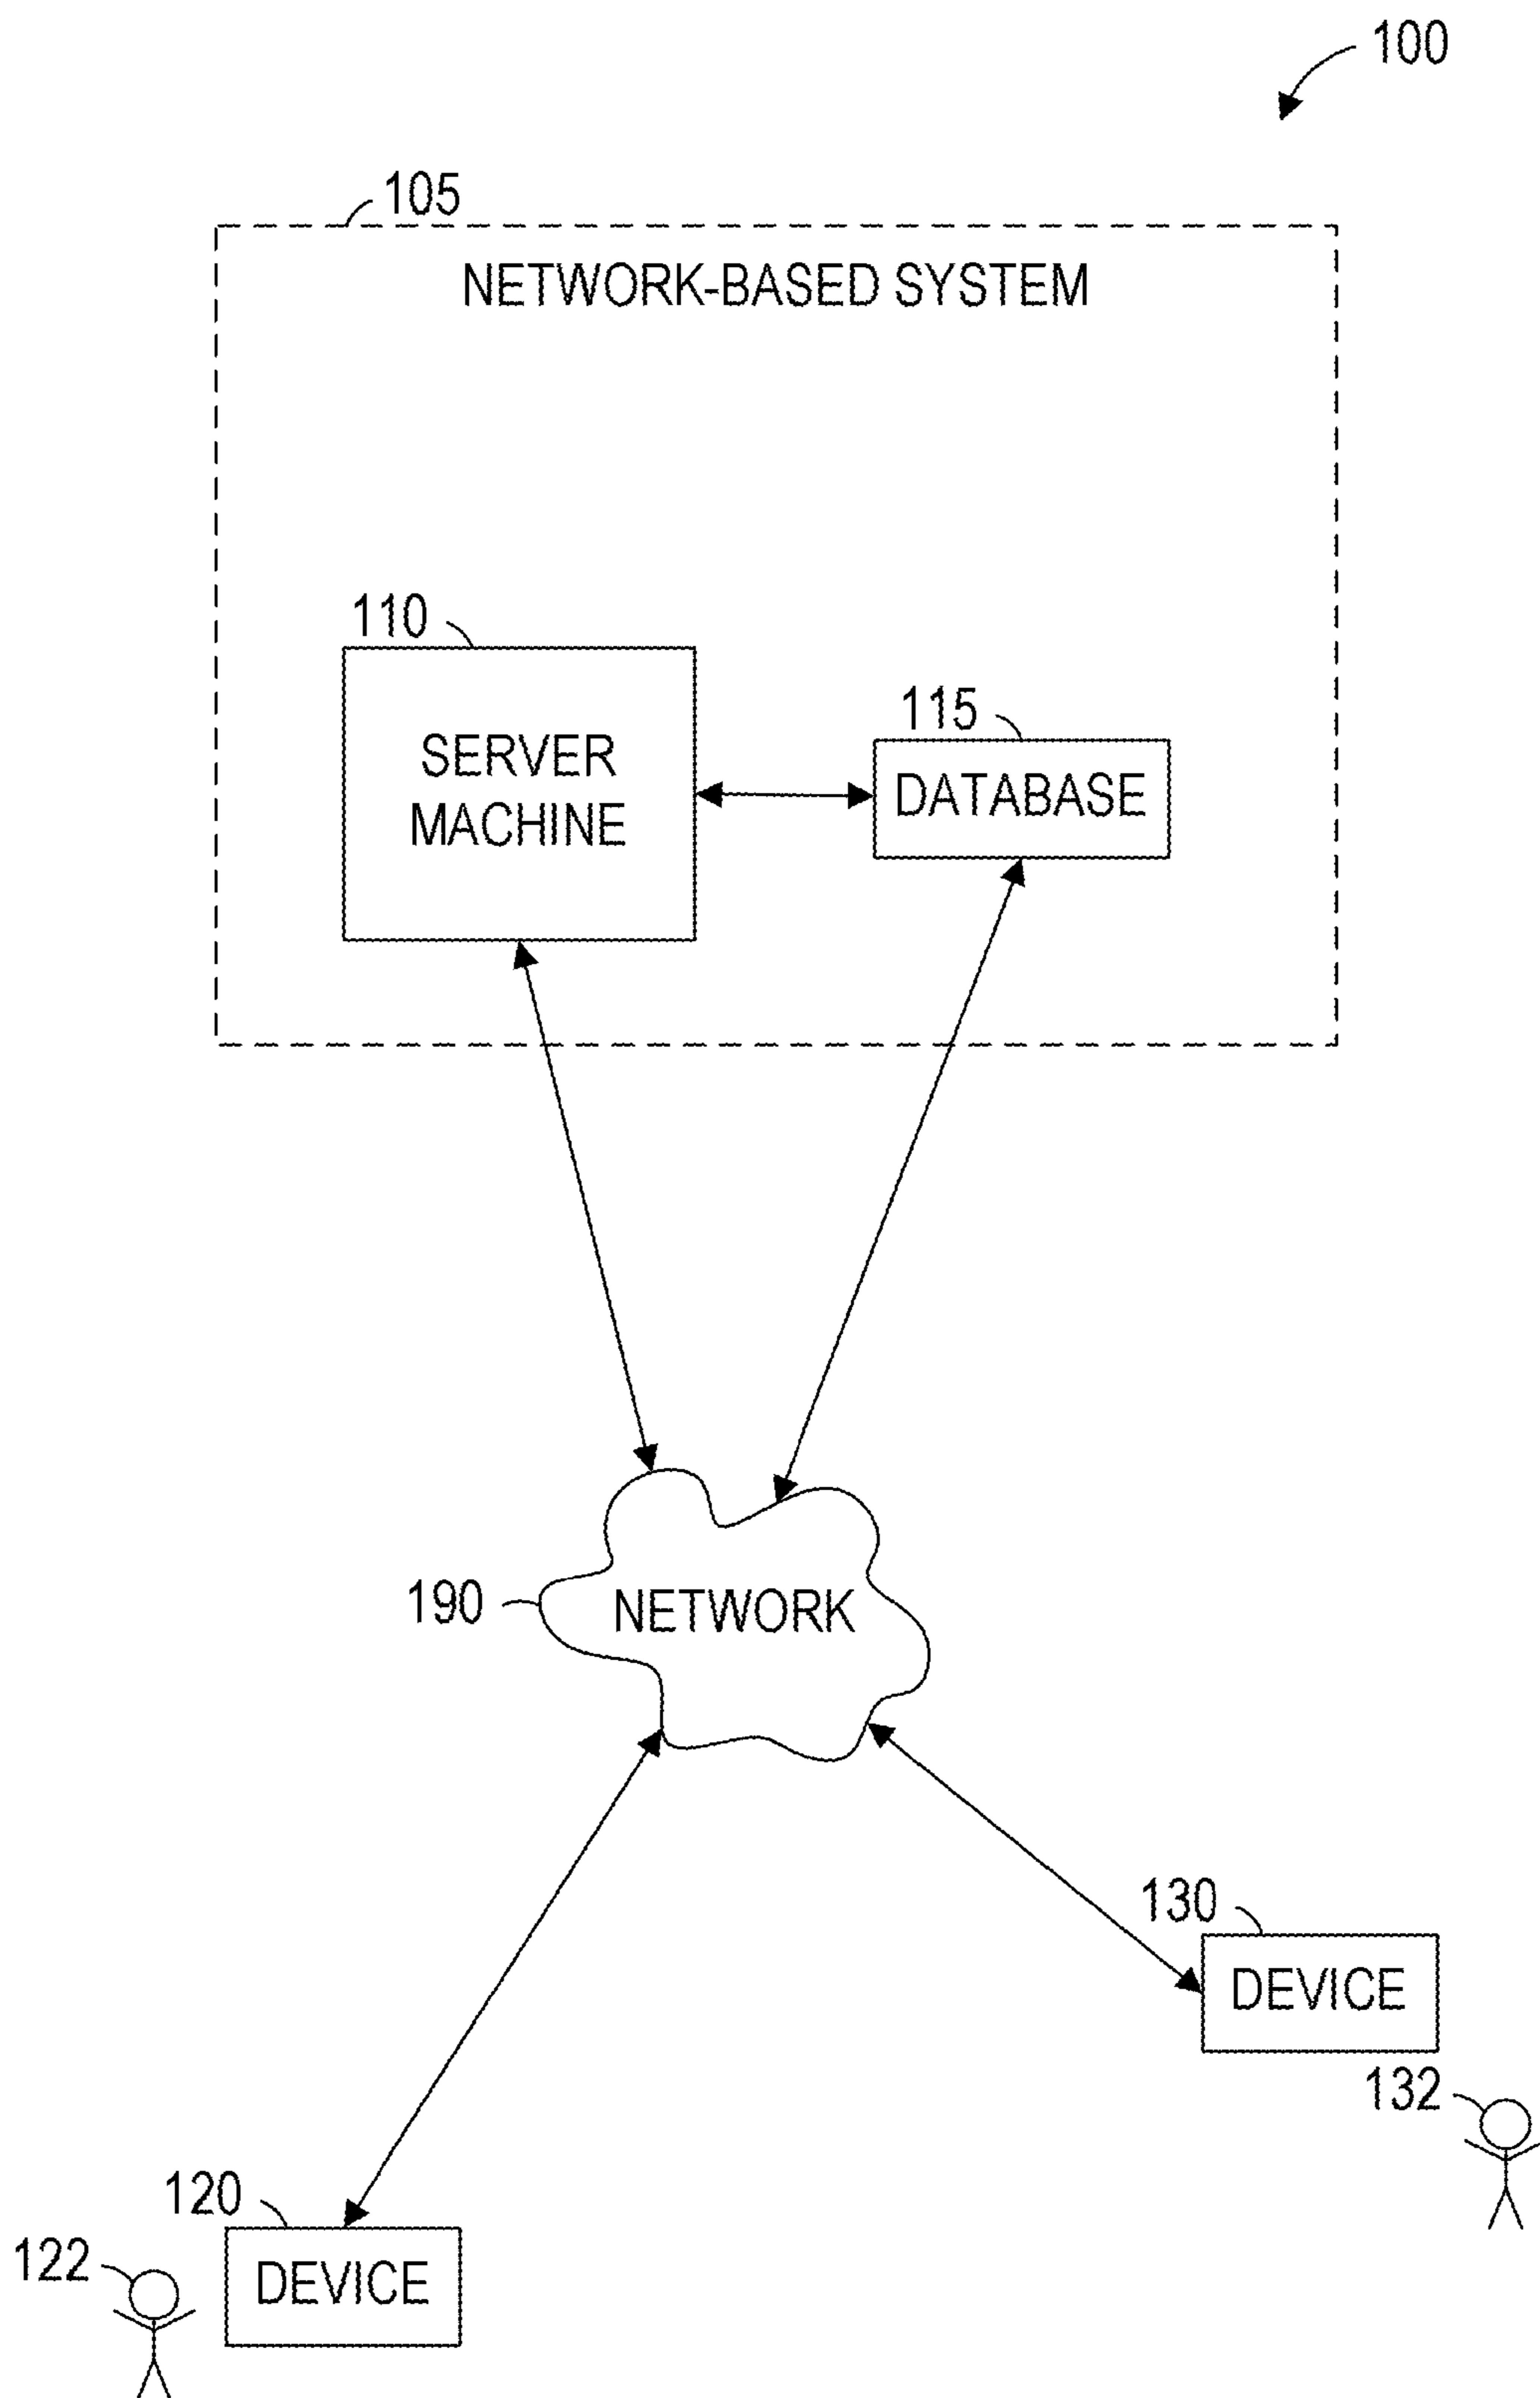 100
105
NETWORK-BASED SYSTEM
110
SERVER
MACHINE
115
DATABASE
190
NETWORK
130
DEVICE
132
120
DEVICE
122